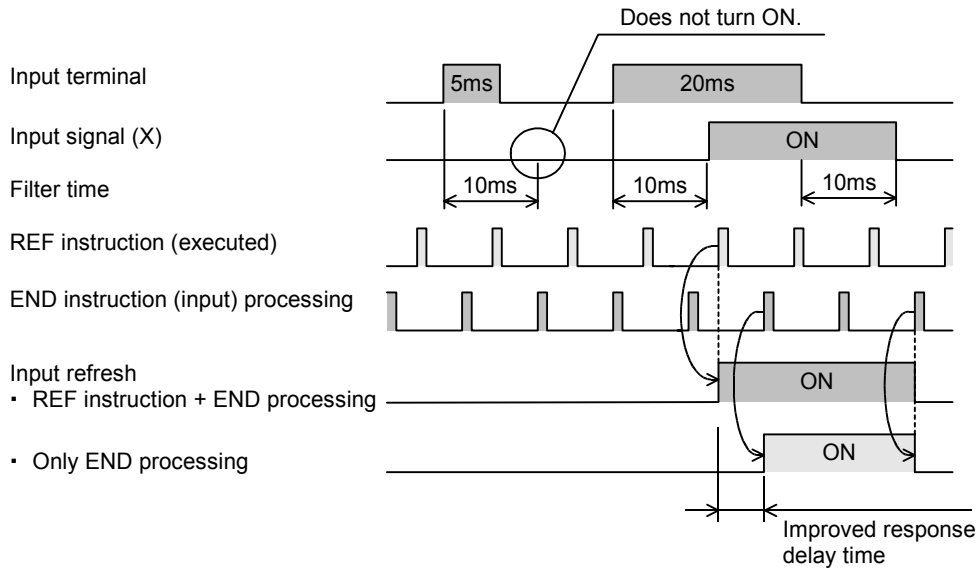 Does not turn ON.
Input terminal
5ms
20ms
Input signal (X)
ON
Filter time
10ms
10ms
10ms
REF instruction (executed)
END instruction (input) processing
Input refresh
・ REF instruction + END processing
ON
・ Only END processing
ON
Improved response
delay time